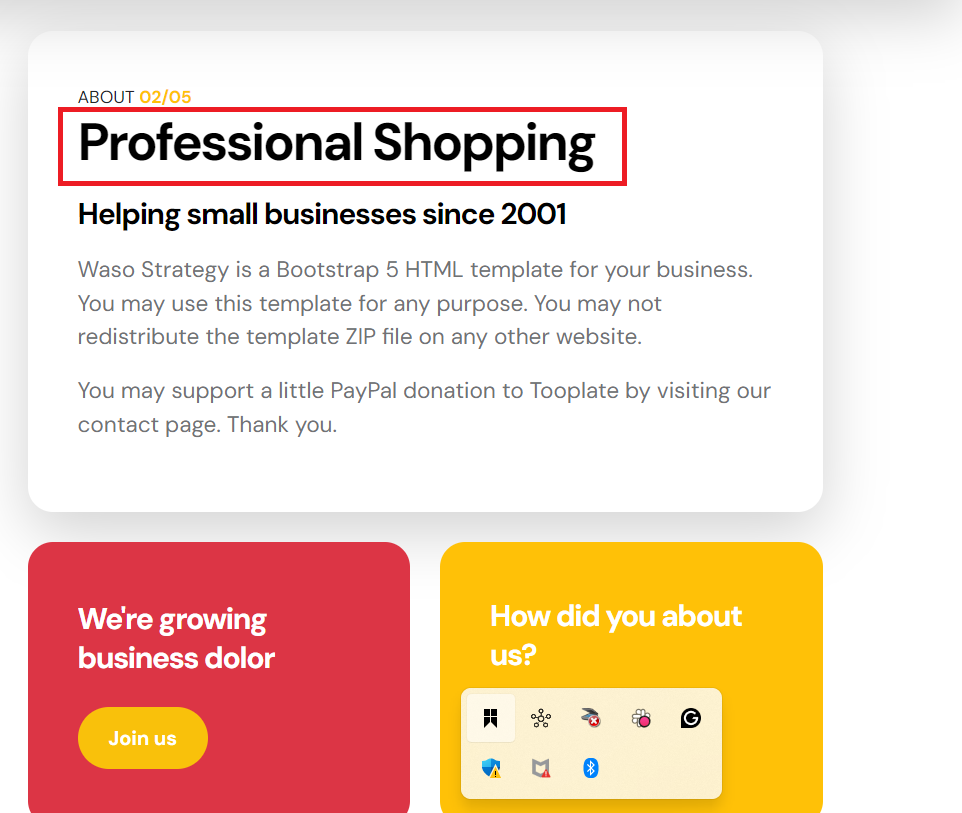 ABOUT 02/05
Professional Shopping
Helping small businesses since 2001
Waso Strategy is a Bootstrap 5 HTML template for your business.
You may use this template for any purpose. You may not
redistribute the template ZIP file on any other website.
You may support a little PayPal donation to Tooplate by visiting our
contact page. Thank you.
We're growing
business dolor
Join us
How did you about
us?